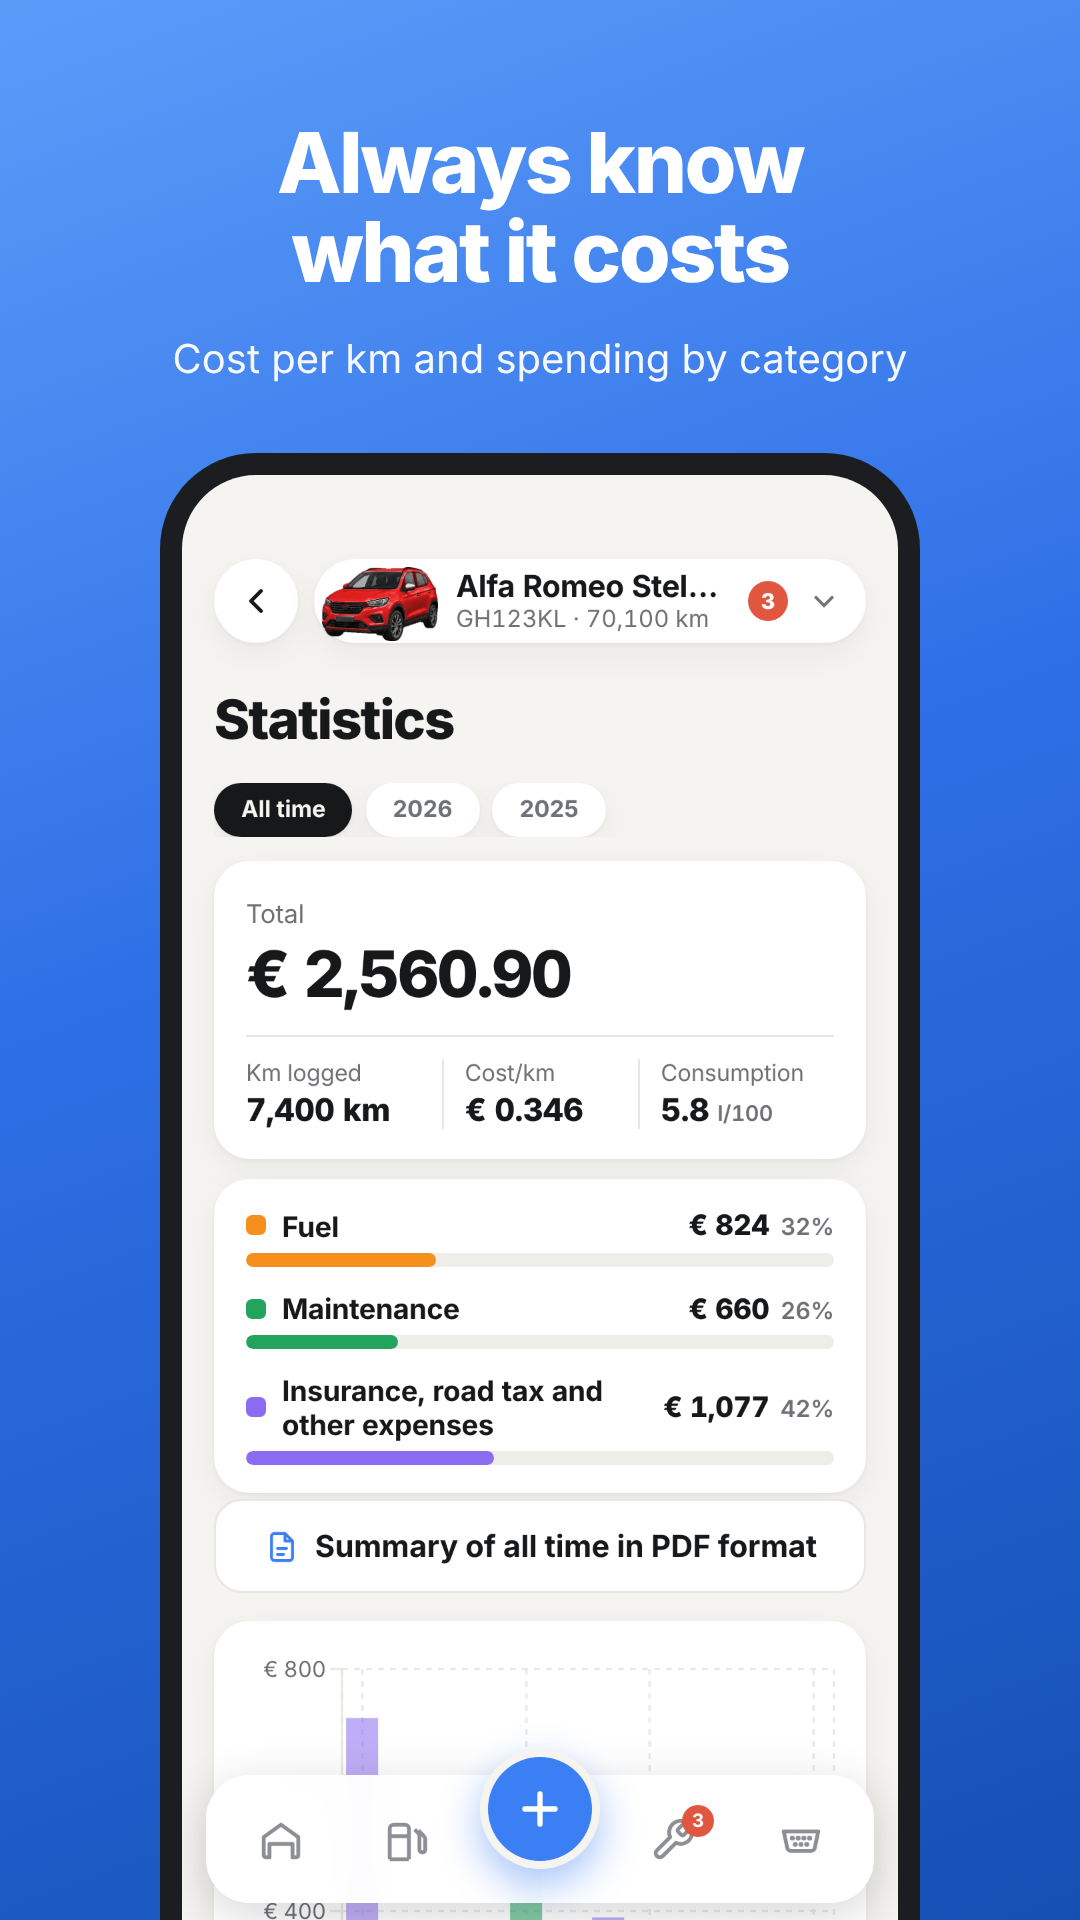 Always know
what it costs
Cost per km and spending by category
Alfa Romeo Stel...
GH123KL · 70,100 km
3
Statistics
All time
2026
2025
Total
€ 2,560.90
Km logged
Cost/km
Consumption
7,400 km
€ 0.346
5.8 l/100
Fuel
€ 824 32%
Maintenance
€ 660 26%
Insurance, road tax and
other expenses
€ 1,077 42%
Summary of all time in PDF format
€ 800
3
€ 400